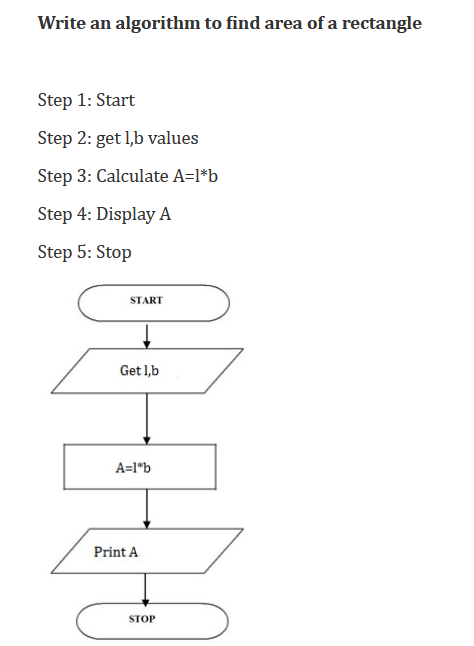 Write an algorithm to find area of a rectangle
Step 1: Start
Step 2: get l,b values
Step 3: Calculate A=l*b
Step 4: Display A
Step 5: Stop
START
Get l,b
A=l*b
Print A
STOP